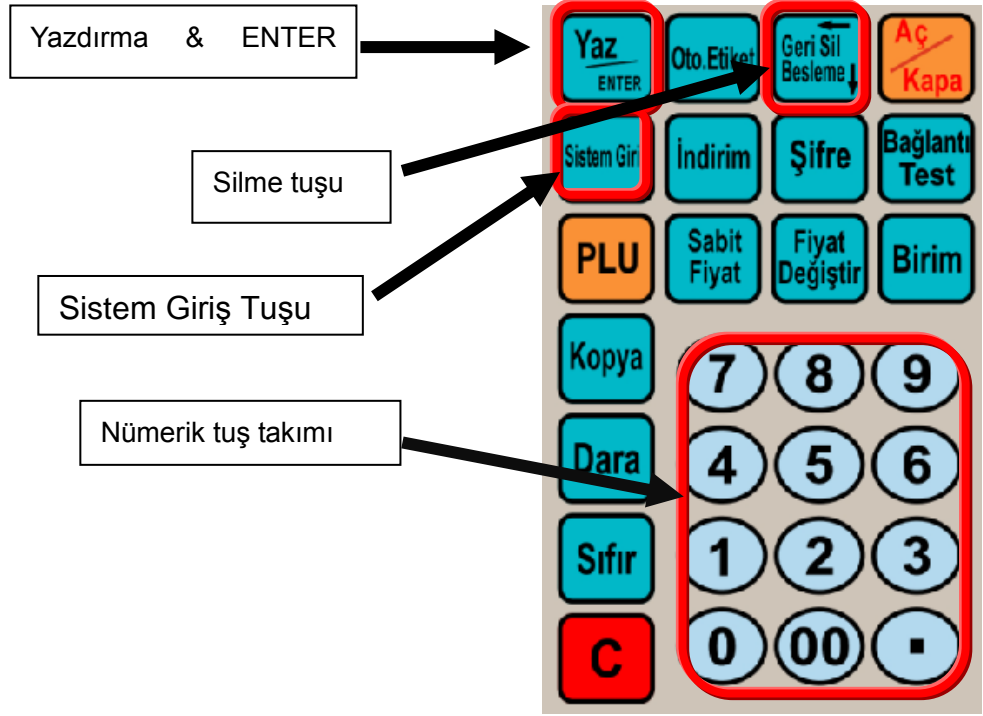 Yazdırma & ENTER
Silme tuşu
Sistem Giriş Tuşu
Nümerik tuş takımı
Yaz
ENTER
Oto.Etiket
Geri Sil
Besleme
Aç
Kapa
Sistem Giri
İndirim
Şifre
Bağlantı
Test
PLU
Sabit
Fiyat
Fiyat
Değiştir
Birim
Kopya
7 8 9
Dara
4 5 6
Sıfır
1 2 3
C
0 00 .